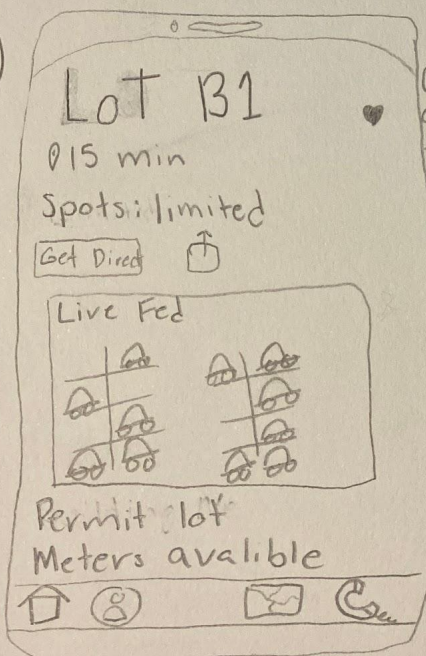 LoT B1
15 min
Spots: limited
Get Direct
Live Fed
Permit lot
Meters avalible